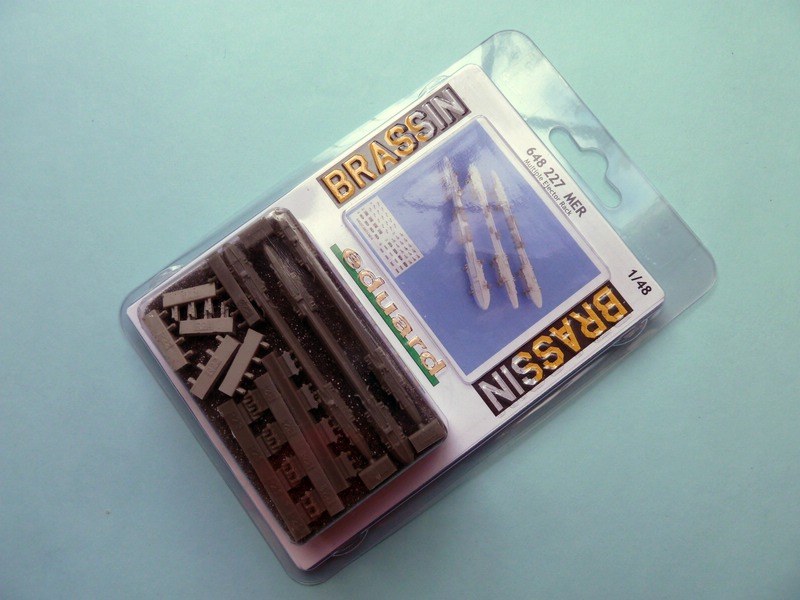 BRASSIN
648 227 MER
Multiple Ejector Rack
1/48
eduard
BRASSIN